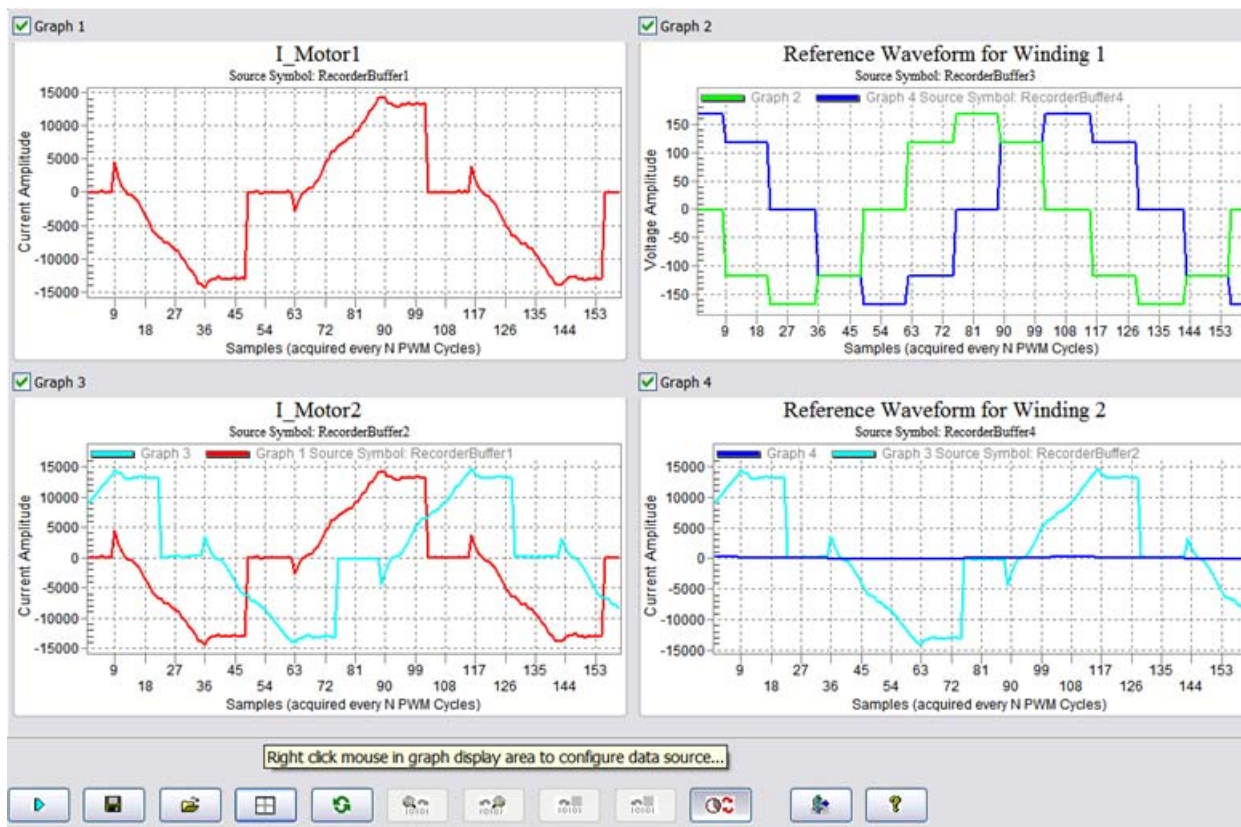 Graph 1
I_Motor1
Source Symbol: RecorderBuffer1
Current Amplitude
15000
10000
5000
0
-5000
-10000
-15000
9 27 45 63 81 99 117 135 153
18 36 54 72 90 108 126 144
Samples (acquired every N PWM Cycles)
Graph 2
Reference Waveform for Winding 1
Source Symbol: RecorderBuffer3
Graph 2 Graph 4 Source Symbol: RecorderBuffer4
Voltage Amplitude
150
100
50
0
-50
-100
-150
9 18 27 36 45 54 63 72 81 90 99 108 117 126 135 144 153
Samples (acquired every N PWM Cycles)
Graph 3
I_Motor2
Source Symbol: RecorderBuffer2
Graph 3 Graph 1 Source Symbol: RecorderBuffer1
Current Amplitude
15000
10000
5000
0
-5000
-10000
-15000
9 27 45 63 81 99 117 135 153
18 36 54 72 90 108 126 144
Samples (acquired every N PWM Cycles)
Graph 4
Reference Waveform for Winding 2
Source Symbol: RecorderBuffer4
Graph 4 Graph 3 Source Symbol: RecorderBuffer2
Current Amplitude
15000
10000
5000
0
-5000
-10000
-15000
9 27 45 63 81 99 117 135 153
18 36 54 72 90 108 126 144
Samples (acquired every N PWM Cycles)
Right click mouse in graph display area to configure data source...